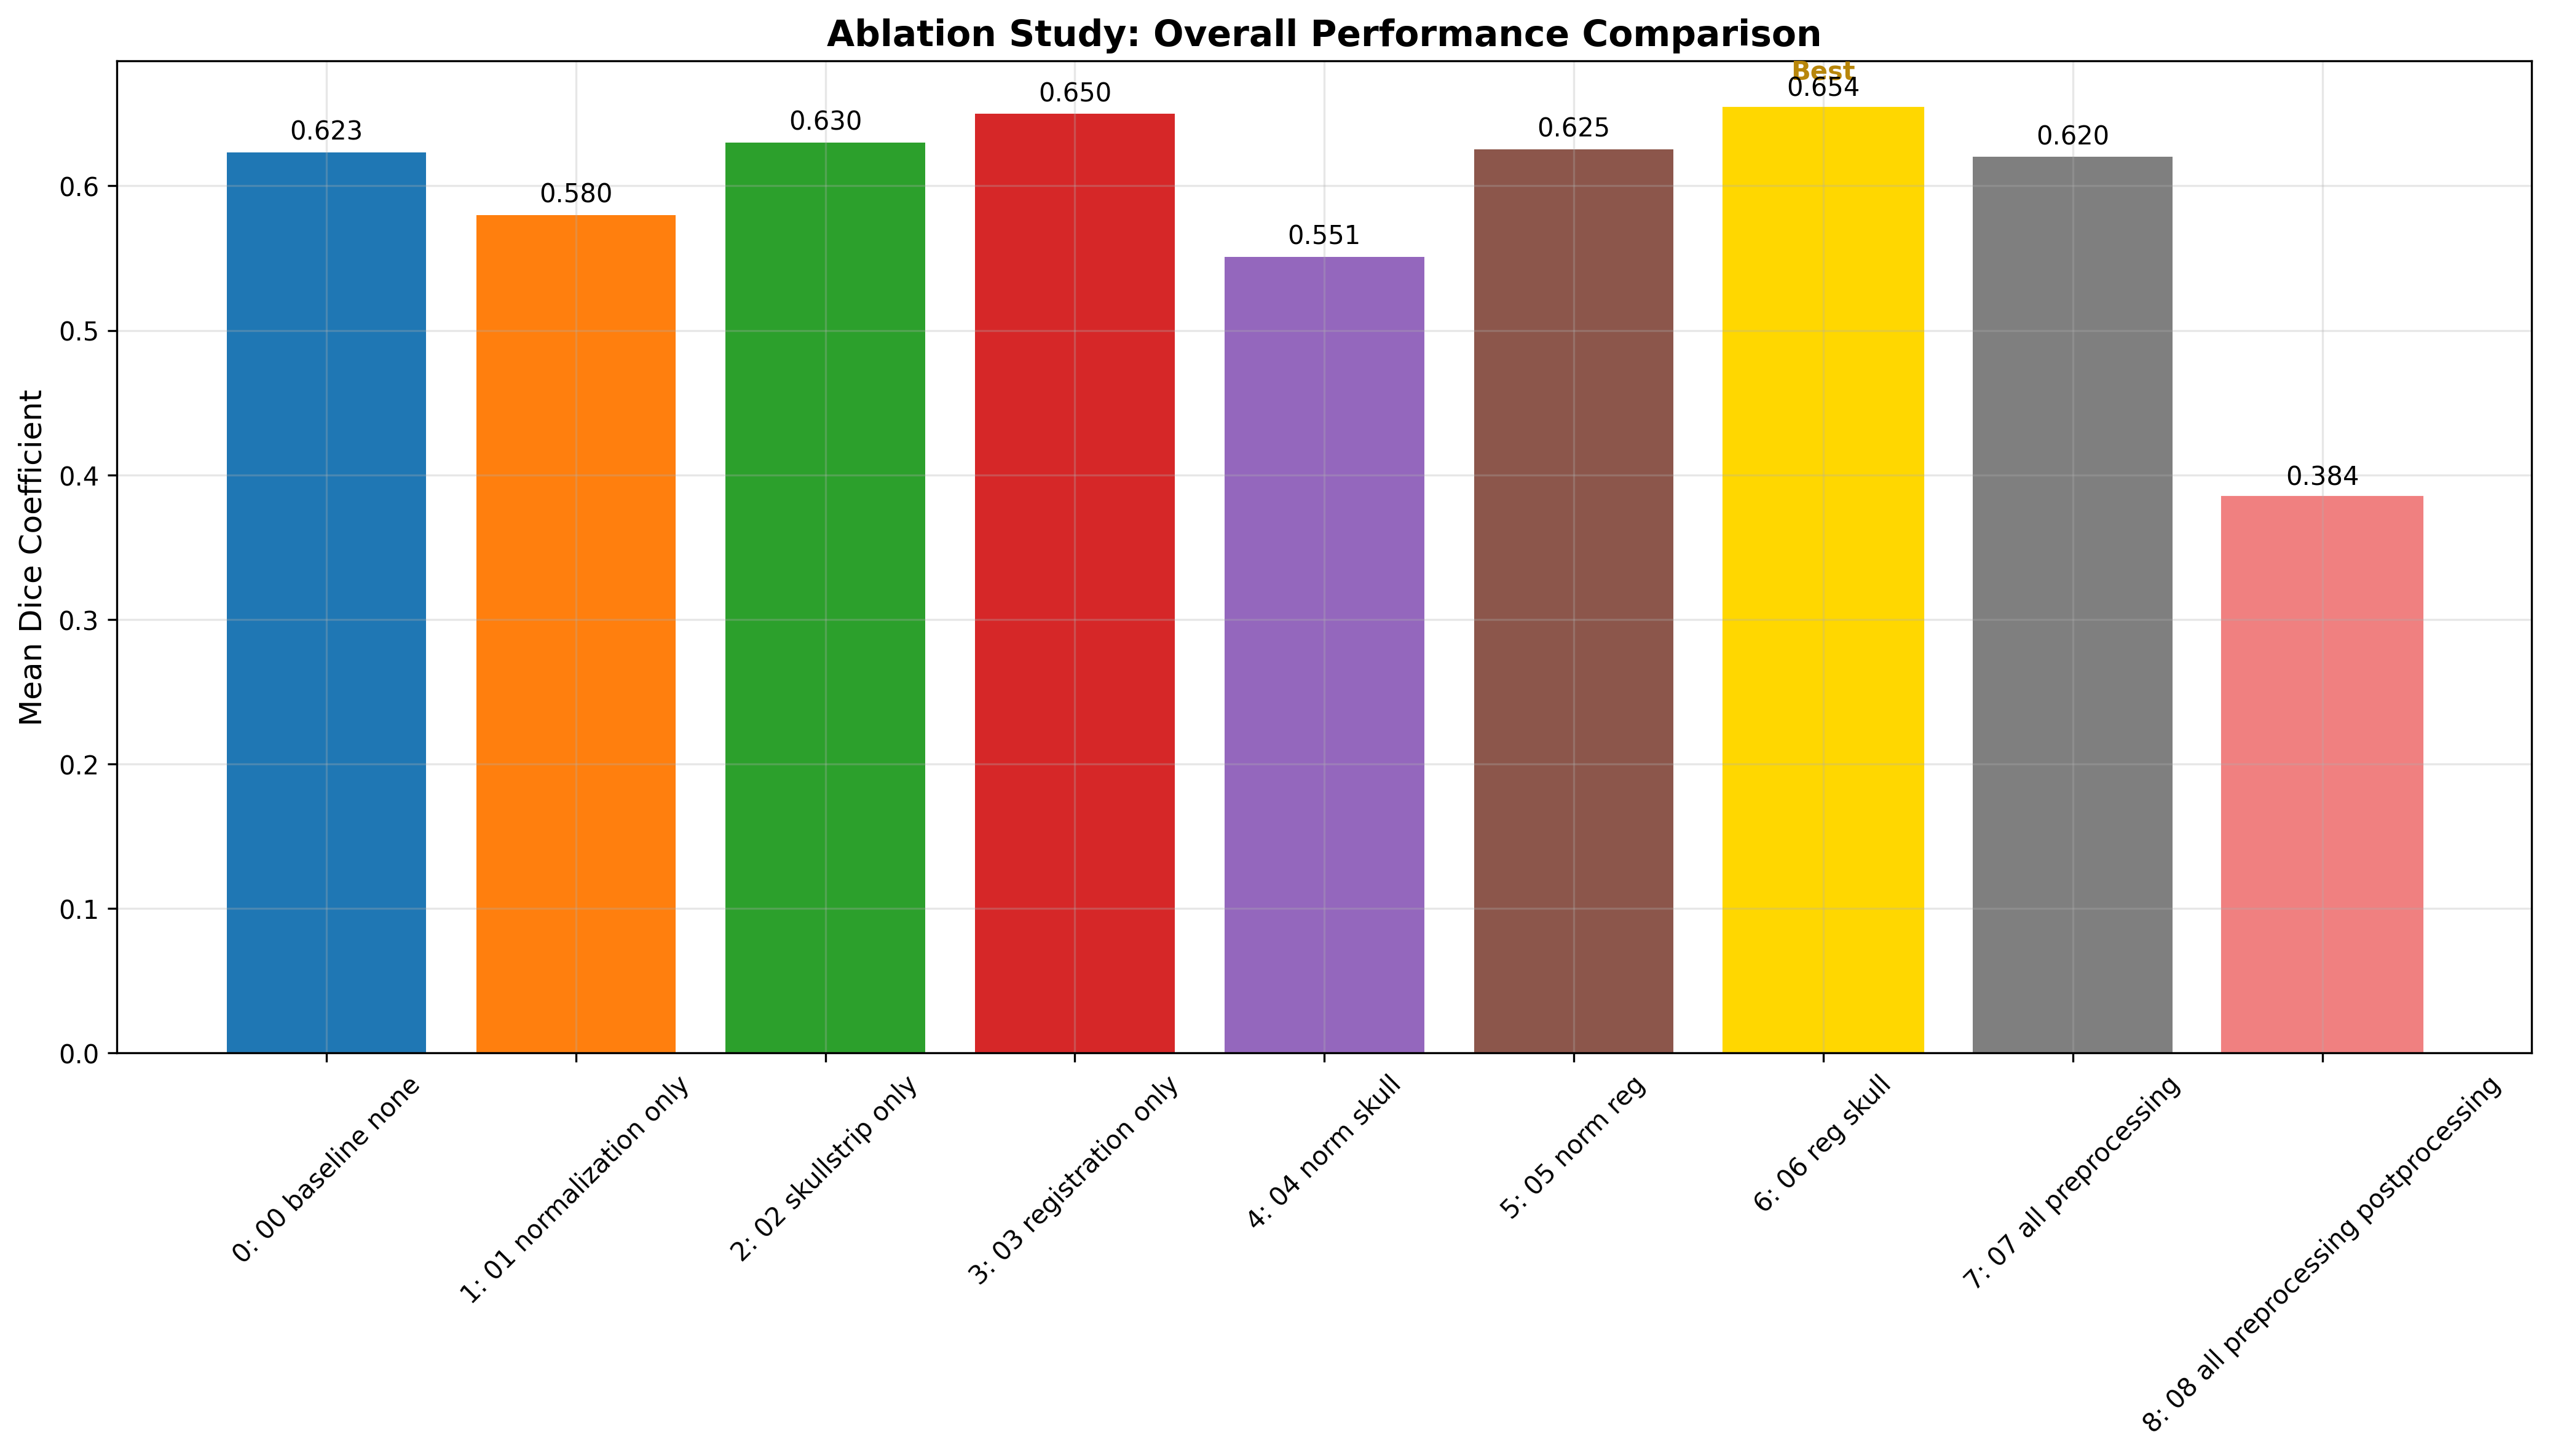 Ablation Study: Overall Performance Comparison
Best
0.623
0.580
0.630
0.650
0.551
0.625
0.654
0.620
0.384
Mean Dice Coefficient
0.6
0.5
0.4
0.3
0.2
0.1
0.0
0: 00 baseline none
1: 01 normalization only
2: 02 skullstrip only
3: 03 registration only
4: 04 norm skull
5: 05 norm reg
6: 06 reg skull
7: 07 all preprocessing
8: 08 all preprocessing postprocessing